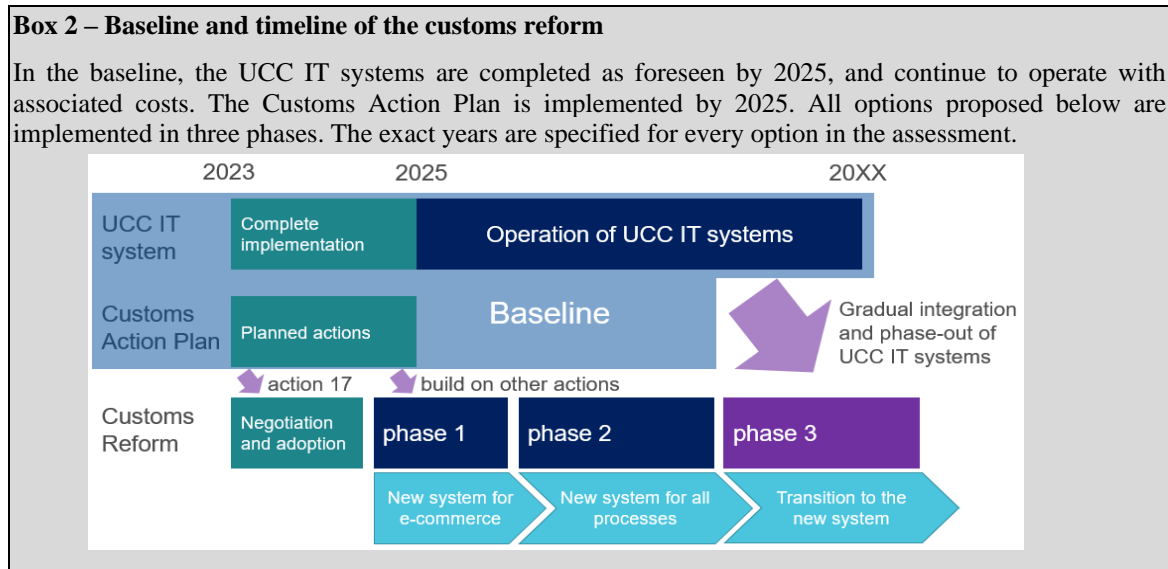 Box 2 – Baseline and timeline of the customs reform
In the baseline, the UCC IT systems are completed as foreseen by 2025, and continue to operate with
associated costs. The Customs Action Plan is implemented by 2025. All options proposed below are
implemented in three phases. The exact years are specified for every option in the assessment.
2023 2025 20XX
UCC IT
system
Complete
implementation
Operation of UCC IT systems
Customs
Action Plan
Planned actions
Baseline
Gradual integration
and phase-out of
UCC IT systems
action 17
build on other actions
Customs
Reform
Negotiation
and adoption
phase 1
phase 2
phase 3
New system for
e-commerce
New system for all
processes
Transition to the
new system